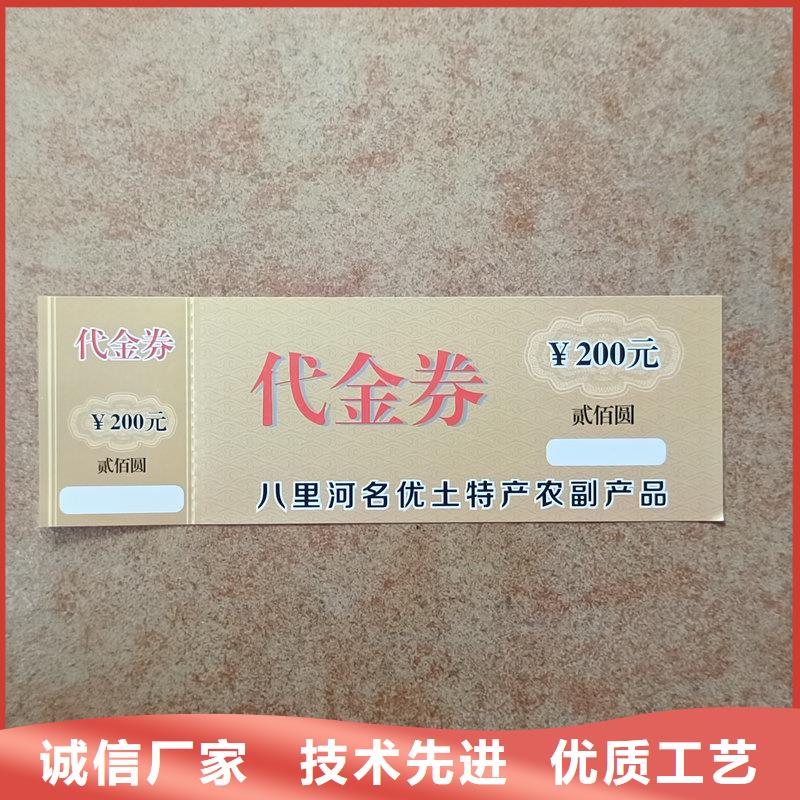 代金券
¥200元
贰佰圆
代金券
¥200元
贰佰圆
八里河名优土特产农副产品
诚信厂家 技术先进 优质工艺